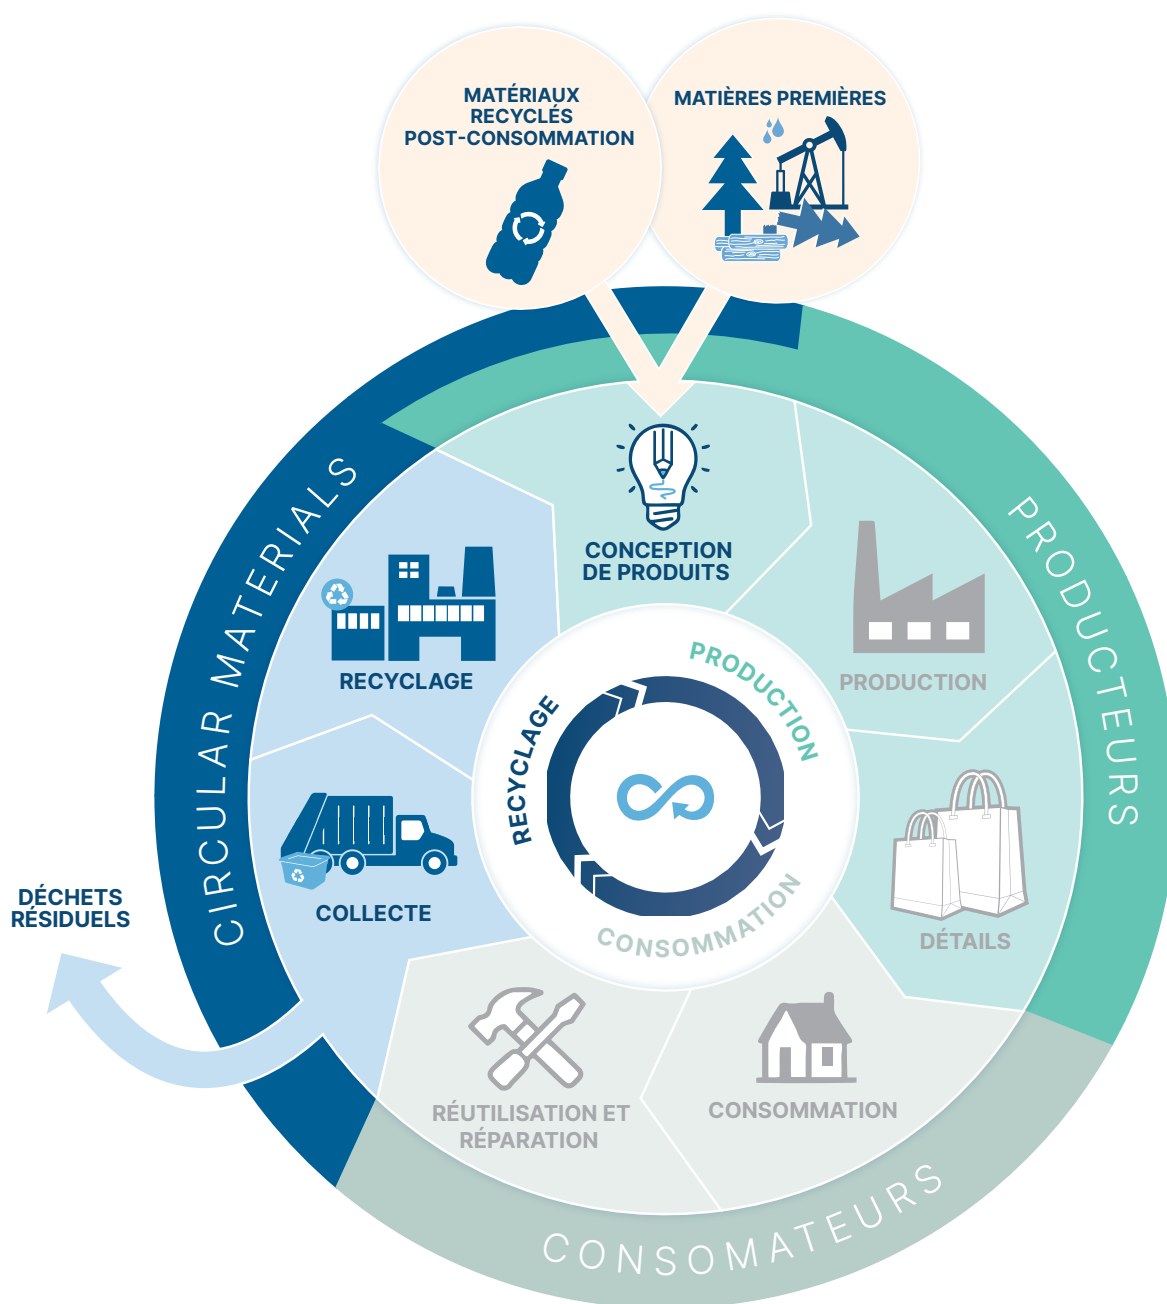 MATÉRIAUX
RECYCLÉS
POST-CONSOMMATION
MATIÈRES PREMIÈRES
CIRCULAR MATERIALS
PRODUCTEURS
CONSOMATEURS
CONCEPTION
DE PRODUITS
PRODUCTION
DÉTAILS
CONSOMMATION
RÉUTILISATION ET
RÉPARATION
COLLECTE
RECYCLAGE
DÉCHETS
RÉSIDUELS
RECYCLAGE
PRODUCTION
CONSOMMATION